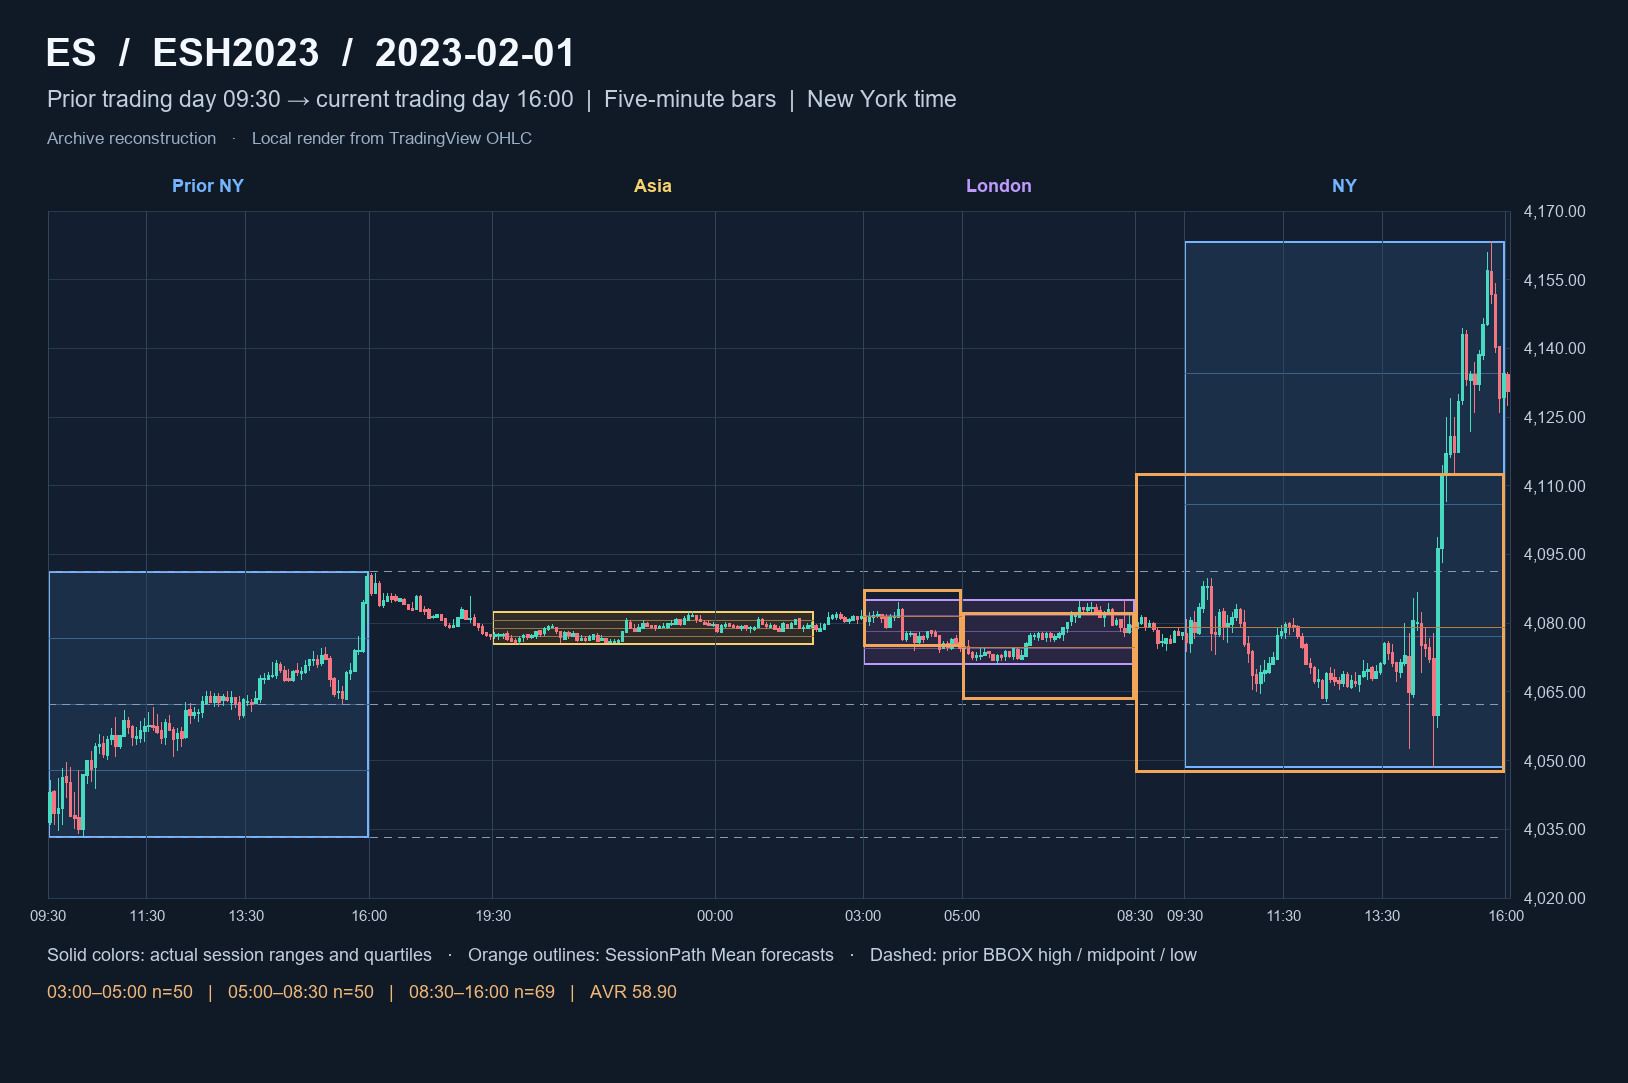 ES / ESH2023 / 2023-02-01
Prior trading day 09:30 → current trading day 16:00 | Five-minute bars | New York time
Archive reconstruction · Local render from TradingView OHLC
Prior NY Asia London NY
4,170.00
4,155.00
4,140.00
4,125.00
4,110.00
4,095.00
4,080.00
4,065.00
4,050.00
4,035.00
4,020.00
09:30 11:30 13:30 16:00 19:30 00:00 03:00 05:00 08:30 09:30 11:30 13:30 16:00
Solid colors: actual session ranges and quartiles · Orange outlines: SessionPath Mean forecasts · Dashed: prior BBOX high / midpoint / low
03:00–05:00 n=50 | 05:00–08:30 n=50 | 08:30–16:00 n=69 | AVR 58.90